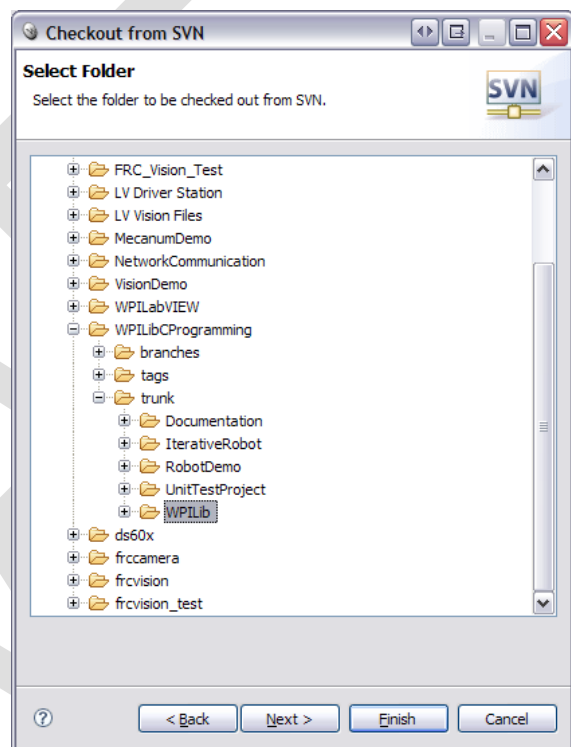 Checkout from SVN
Select Folder
Select the folder to be checked out from SVN.
SVN
FRC_Vision_Test
LV Driver Station
LV Vision Files
MecanumDemo
NetworkCommunication
VisionDemo
WPILabVIEW
WPILibCProgramming
branches
tags
trunk
Documentation
IterativeRobot
RobotDemo
UnitTestProject
WPILib
ds60x
frccamera
frcvision
frcvision_test
? < Back Next > Finish Cancel